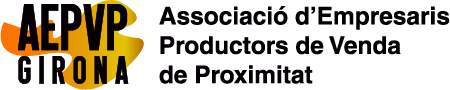 AEPVP
GIRONA
Associació d'Empresaris
Productors de Venda
de Proximitat